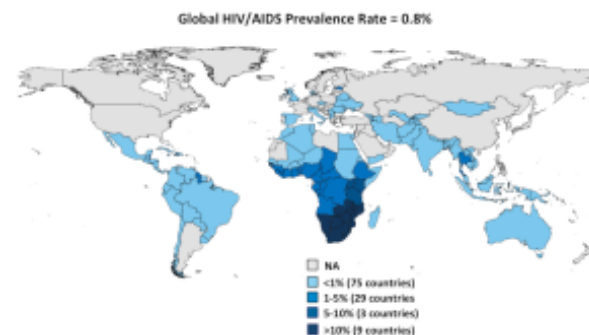 Global HIV/AIDS Prevalence Rate = 0.8%
NA
<1% (75 countries)
1-5% (29 countries
5-10% (3 countries)
>10% (9 countries)